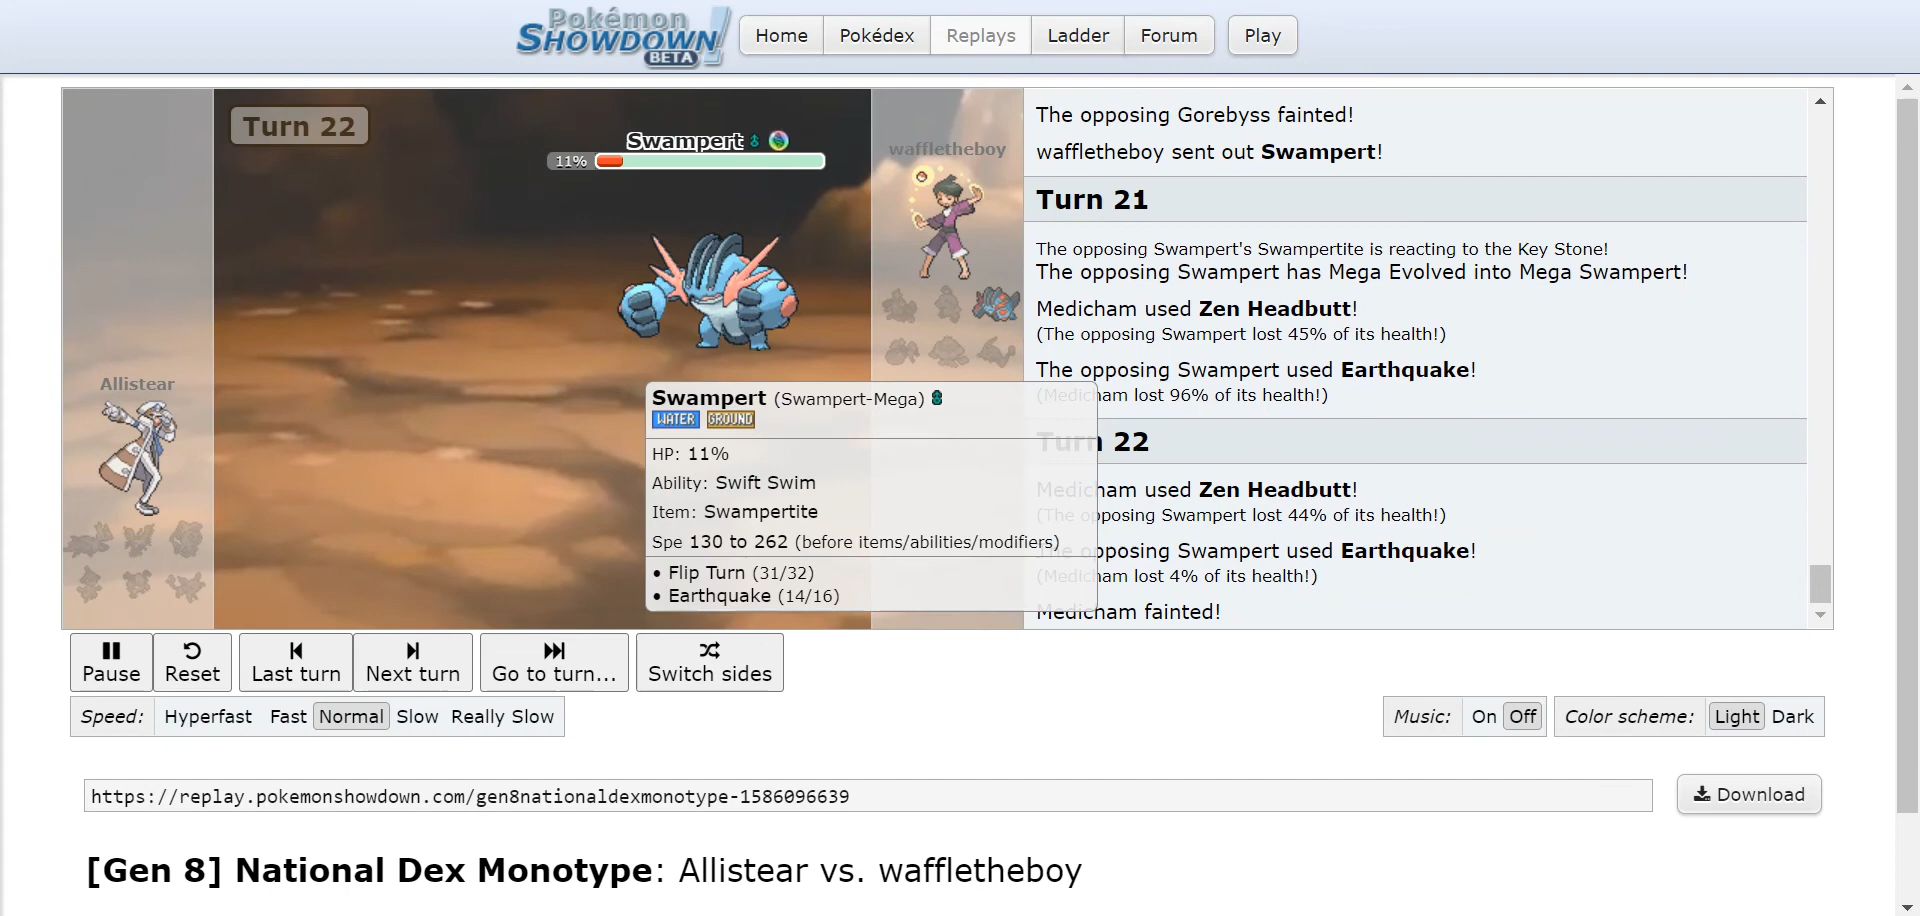 Pokémon
SHOWDOWN!
BETA
Home
Pokédex
Replays
Ladder
Forum
Play
Turn 22
Swampert
11%
waffletheboy
Allistear
Swampert (Swampert-Mega)
WATER GROUND
HP: 11%
Ability: Swift Swim
Item: Swampertite
Spe 130 to 262 (before items/abilities/modifiers)
• Flip Turn (31/32)
• Earthquake (14/16)
The opposing Gorebyss fainted!
waffletheboy sent out Swampert!
Turn 21
The opposing Swampert's Swampertite is reacting to the Key Stone!
The opposing Swampert has Mega Evolved into Mega Swampert!
Medicham used Zen Headbutt!
(The opposing Swampert lost 45% of its health!)
The opposing Swampert used Earthquake!
(Medicham lost 96% of its health!)
Turn 22
Medicham used Zen Headbutt!
(The opposing Swampert lost 44% of its health!)
The opposing Swampert used Earthquake!
(Medicham lost 4% of its health!)
Medicham fainted!
Pause
Reset
Last turn
Next turn
Go to turn...
Switch sides
Speed: Hyperfast Fast Normal Slow Really Slow
Music: On Off
Color scheme: Light Dark
https://replay.pokemonshowdown.com/gen8nationaldexmonotype-1586096639
Download
[Gen 8] National Dex Monotype: Allistear vs. waffletheboy